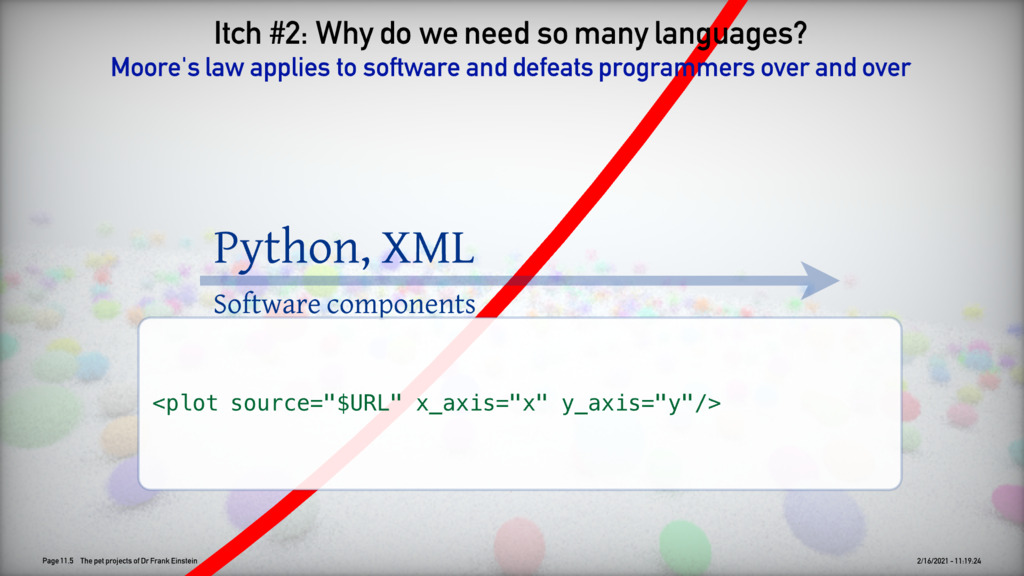 Itch #2: Why do we need so many languages?
Moore's law applies to software and defeats programmers over and over
Python, XML
Software components
<plot source="$URL" x_axis="x" y_axis="y"/>
Page 11.5 The pet projects of Dr Frank Einstein
2/16/2021 - 11:19:24